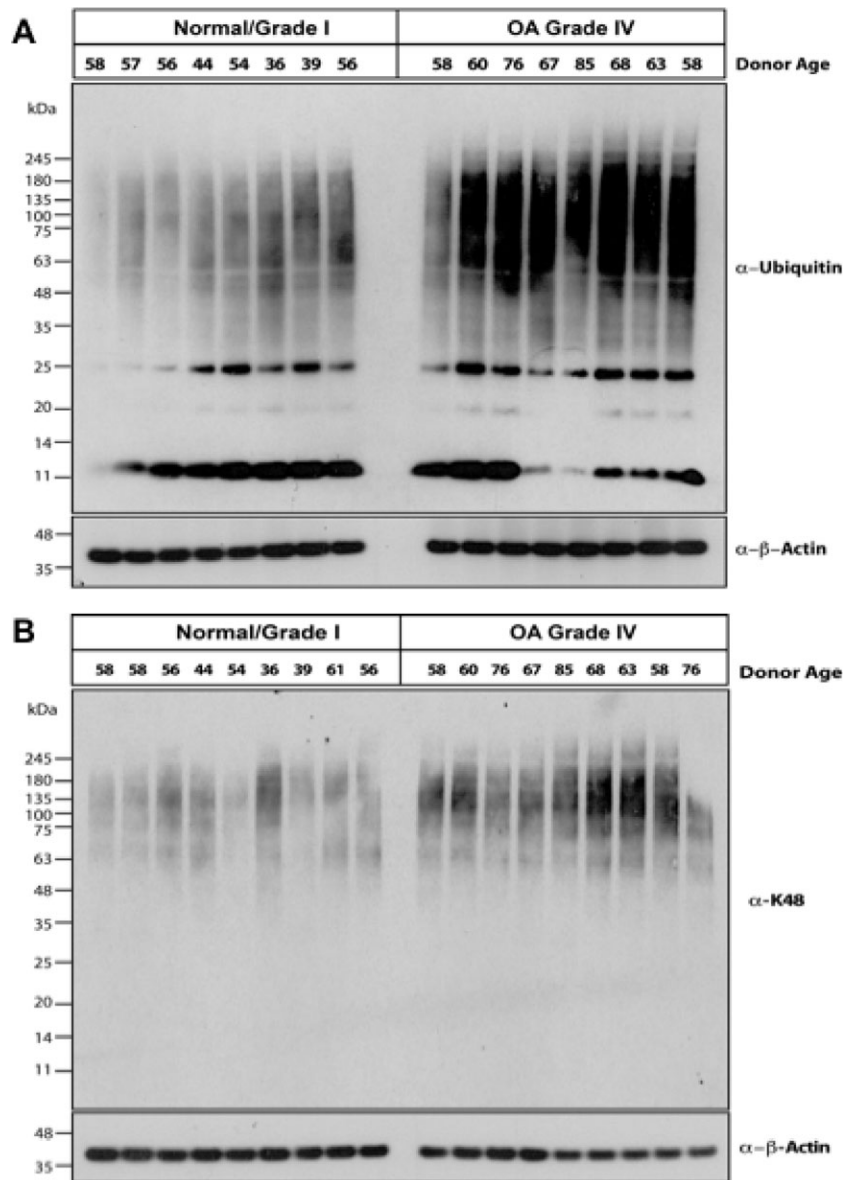 A
Normal/Grade I OA Grade IV
58 57 56 44 54 36 39 56 58 60 76 67 85 68 63 58 Donor Age
kDa
245
180
135
100
75
63
48
35
25
20
14
11
α-Ubiquitin
48
35
α-β-Actin
B
Normal/Grade I OA Grade IV
58 58 56 44 54 36 39 61 56 58 60 76 67 85 68 63 58 76 Donor Age
kDa
245
180
135
100
75
63
48
35
25
20
14
11
α-K48
48
35
α-β-Actin